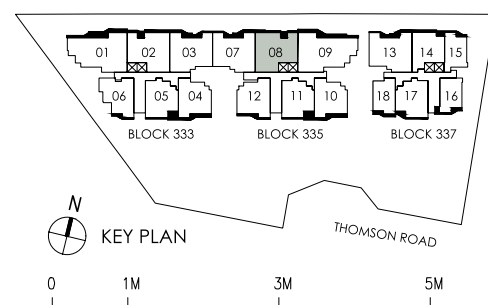 01 02 03 07 08 09 13 14 15
06 05 04 12 11 10 18 17 16
BLOCK 333 BLOCK 335 BLOCK 337
N
KEY PLAN
THOMSON ROAD
0 1M 3M 5M